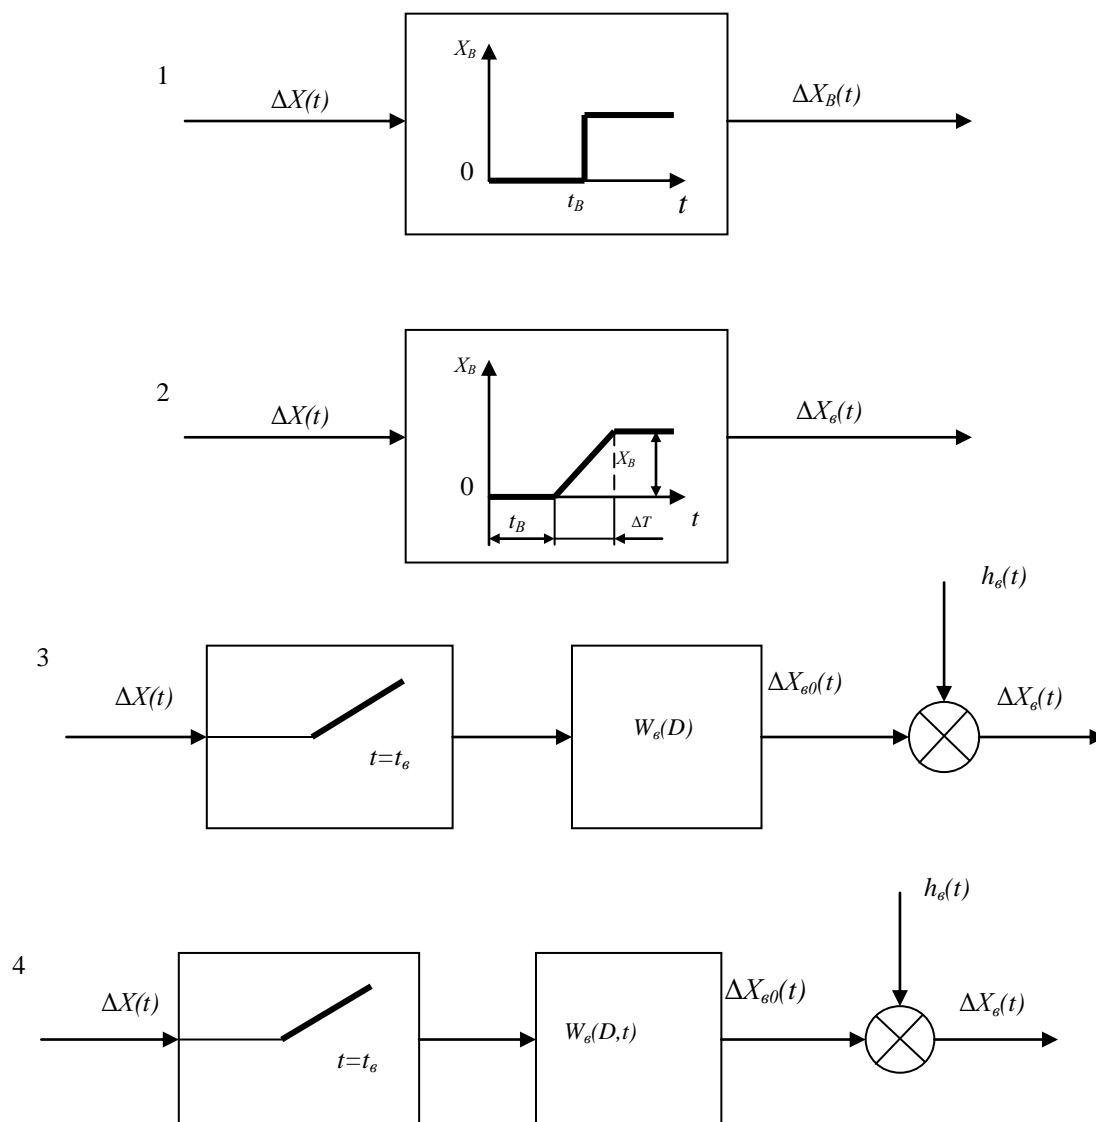 1
ΔX(t)
X_B
0
t_B
t
ΔX_B(t)
2
ΔX(t)
X_B
0
X_B
t_B
ΔT
t
ΔX_в(t)
3
ΔX(t)
t=t_в
W_в(D)
ΔX_в0(t)
h_в(t)
ΔX_в(t)
4
ΔX(t)
t=t_в
W_в(D,t)
ΔX_в0(t)
h_в(t)
ΔX_в(t)